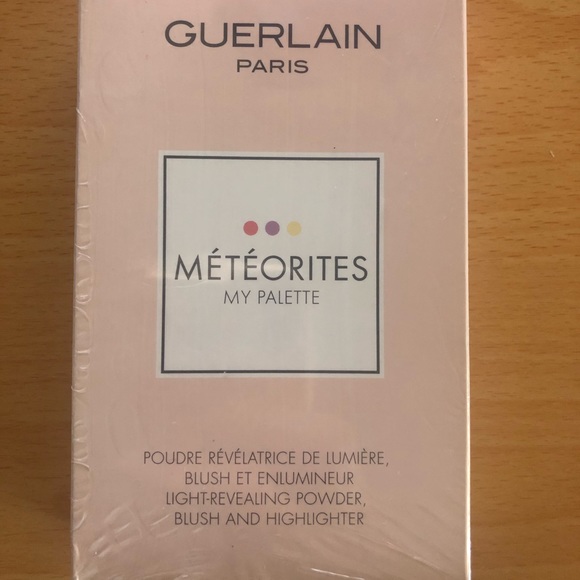 GUERLAIN
PARIS
MÉTÉORITES
MY PALETTE
POUDRE RÉVÉLATRICE DE LUMIÈRE,
BLUSH ET ENLUMINEUR
LIGHT-REVEALING POWDER,
BLUSH AND HIGHLIGHTER